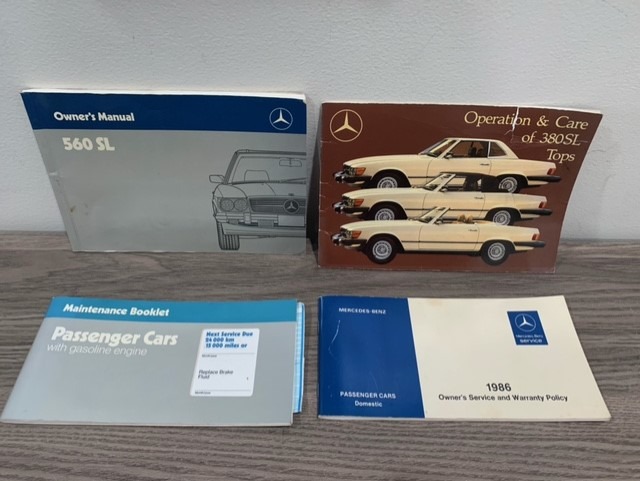 Owner's Manual
560 SL
Operation & Care
of 380SL
Tops
Maintenance Booklet
Passenger Cars
with gasoline engine
Next Service Due
24 000 km
15 000 miles or
Replace Brake
Fluid
MERCEDES-BENZ
PASSENGER CARS
Domestic
Mercedes-Benz
service
1986
Owner's Service and Warranty Policy